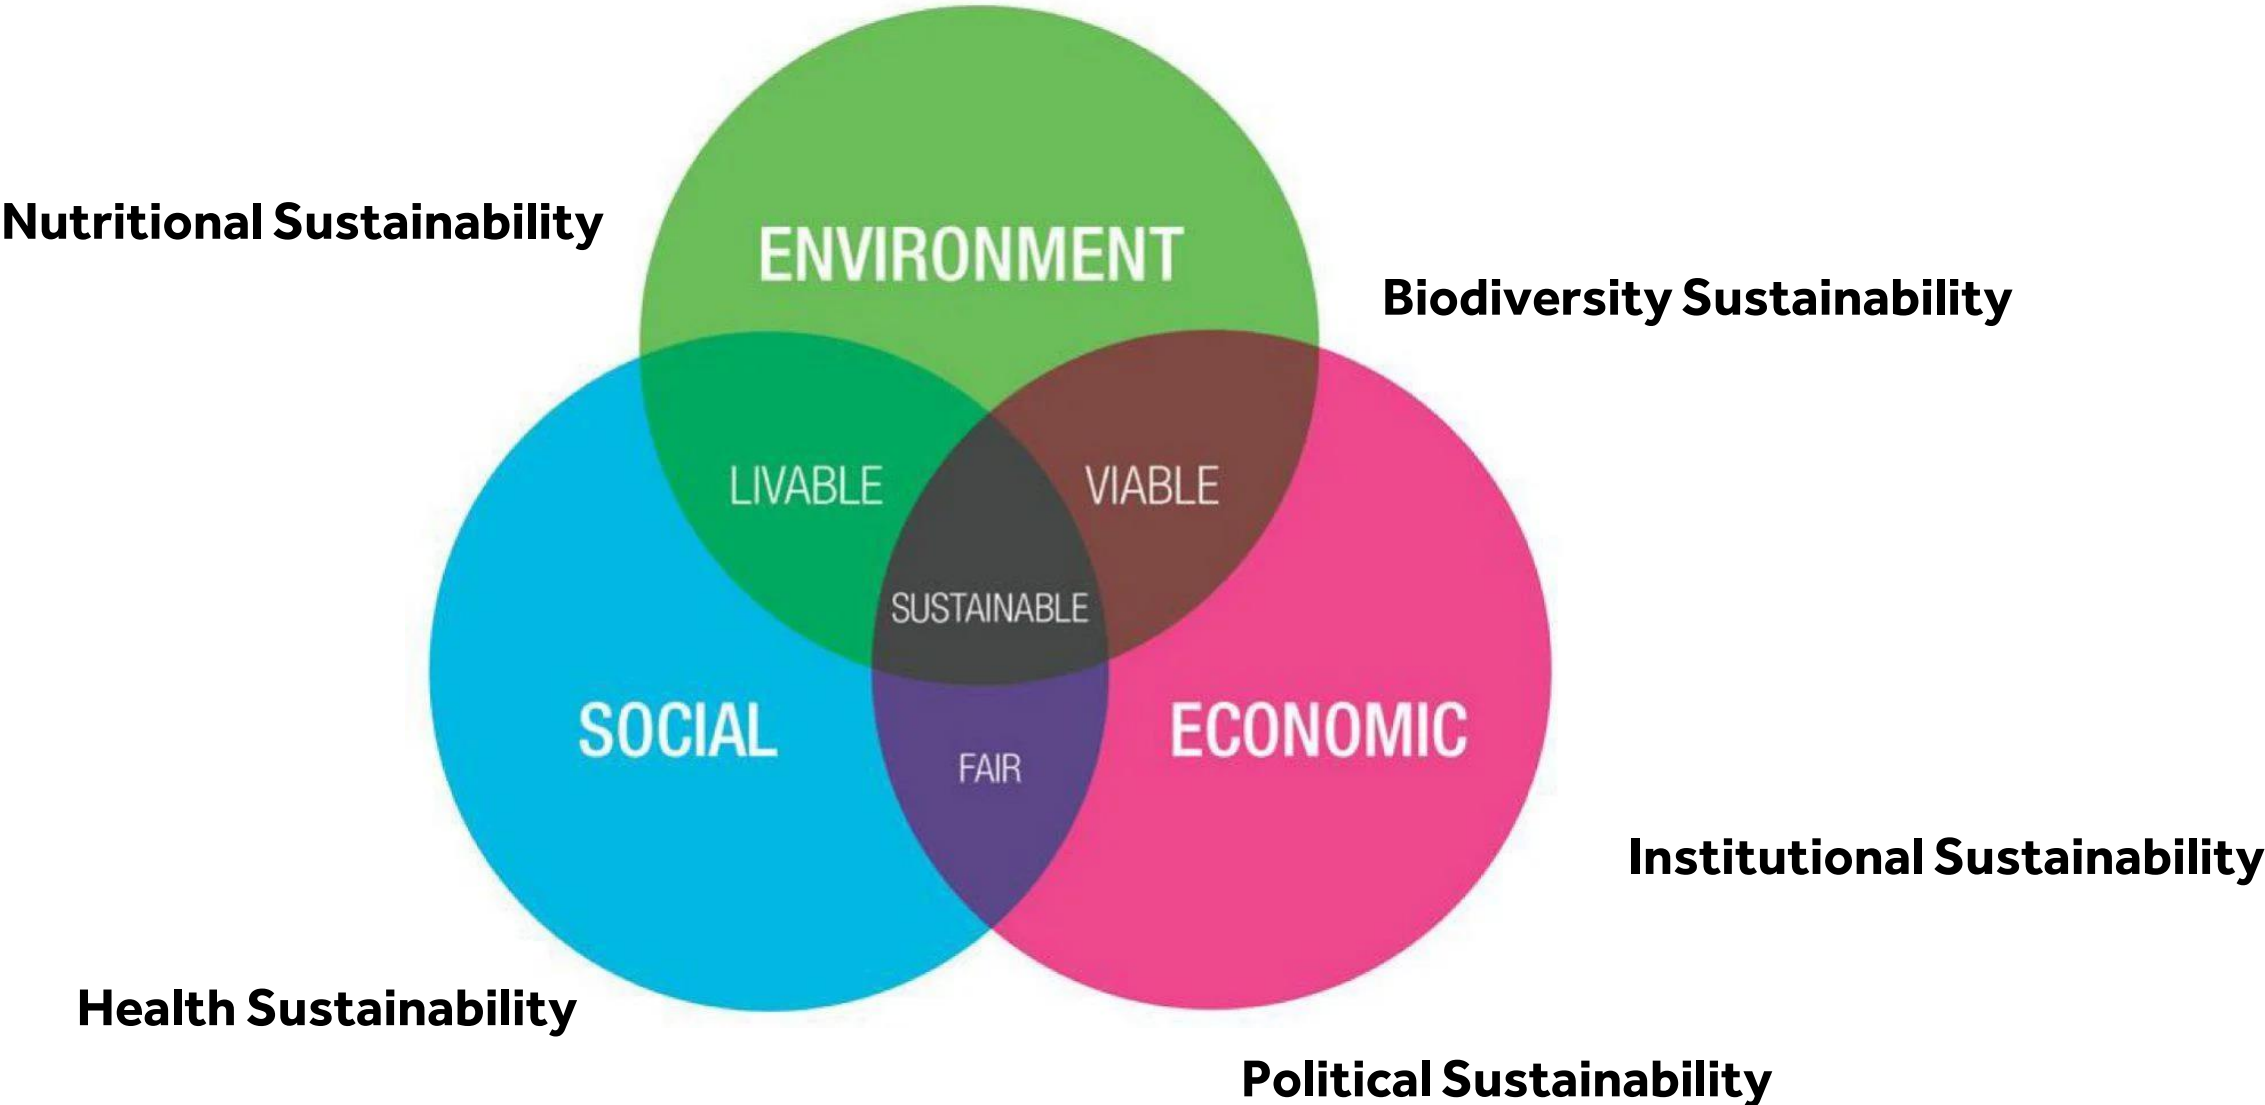 Nutritional Sustainability
ENVIRONMENT
Biodiversity Sustainability
LIVABLE
VIABLE
SUSTAINABLE
SOCIAL
ECONOMIC
FAIR
Institutional Sustainability
Health Sustainability
Political Sustainability